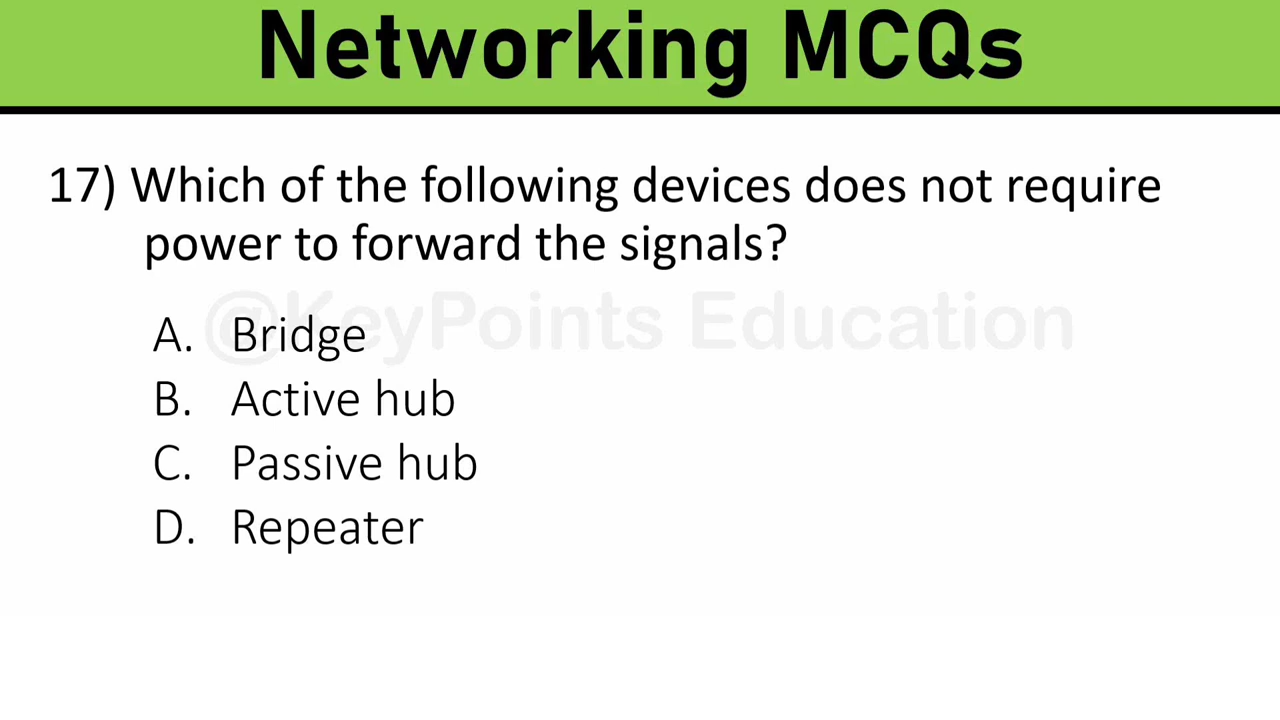 Networking MCQs
17) Which of the following devices does not require
power to forward the signals?
@KeyPoints Education
A. Bridge
B. Active hub
C. Passive hub
D. Repeater